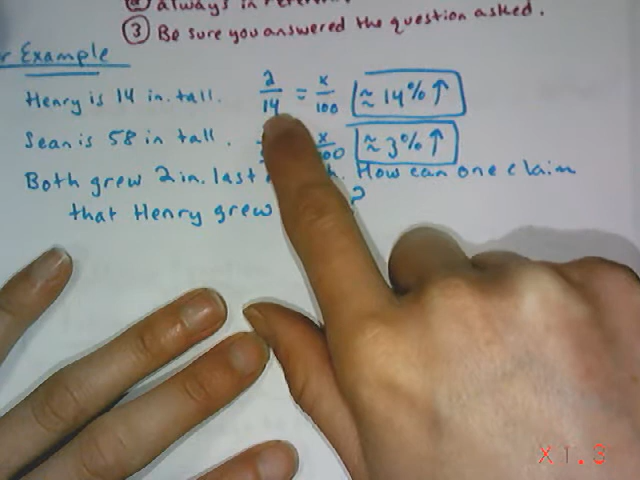 always in
③ Be sure you answered the question asked.
Example
Henry is 14 in. tall. 2/14 = x/100 ≈ 14% ↑
Sean is 58 in tall. x/100 ≈ 3% ↑
Both grew 2 in. last How can one claim
that Henry grew ?
X1.3